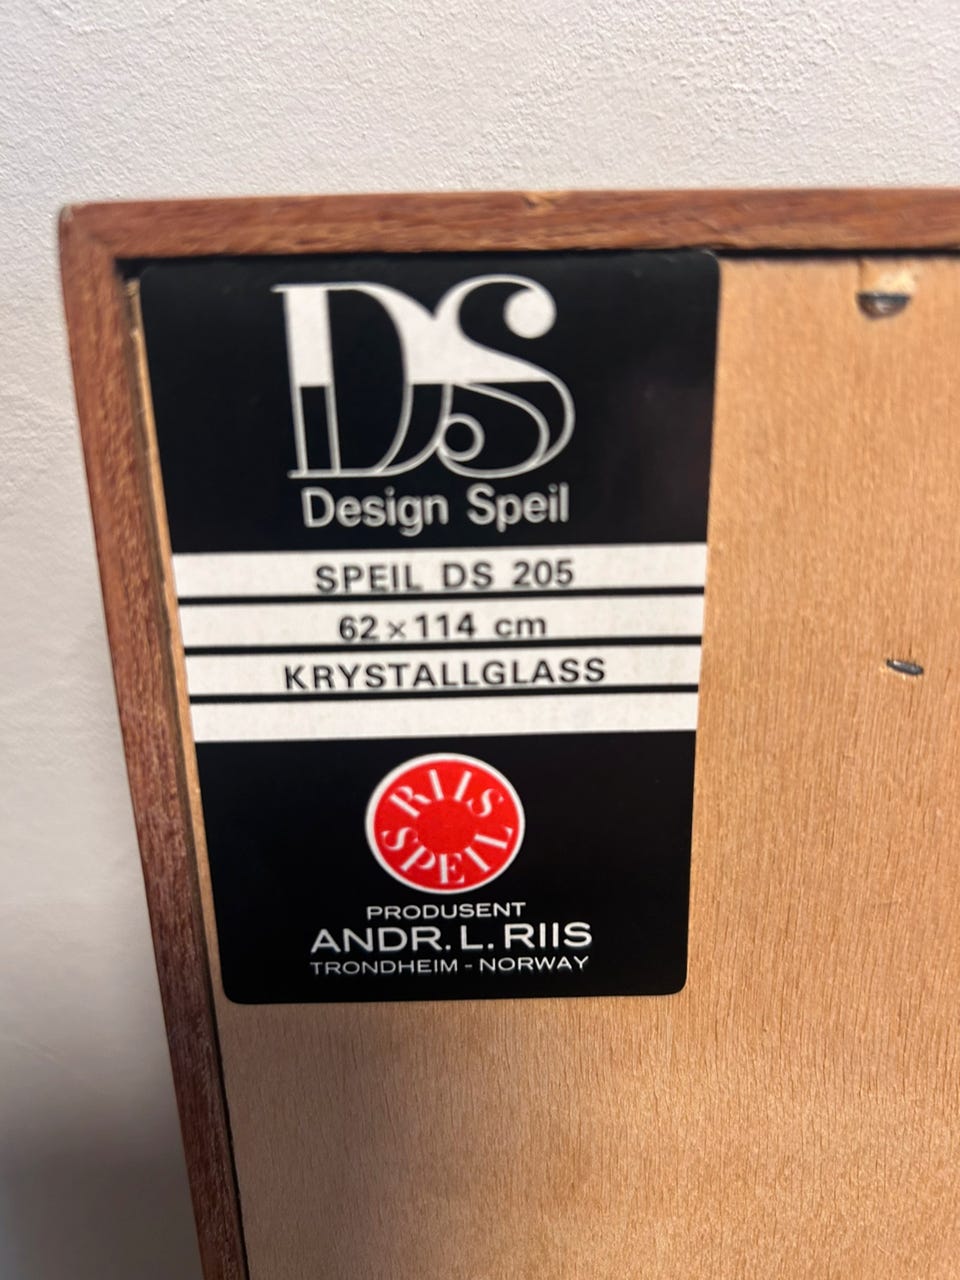 DS
Design Speil
SPEIL DS 205
62 × 114 cm
KRYSTALLGLASS
RIIS
SPEIL
PRODUSENT
ANDR. L. RIIS
TRONDHEIM - NORWAY